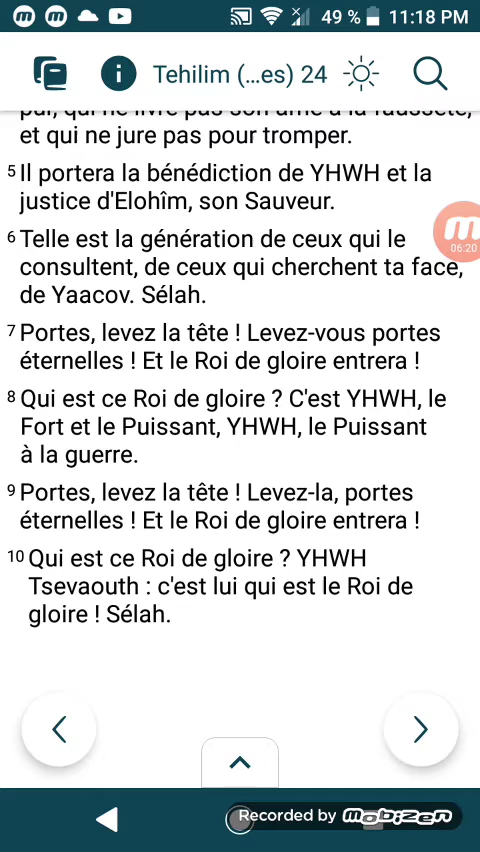 49 % 11:18 PM
Tehilim (...es) 24
et qui ne jure pas pour tromper.
5 Il portera la bénédiction de YHWH et la
justice d'Elohîm, son Sauveur.
6 Telle est la génération de ceux qui le
consultent, de ceux qui cherchent ta face,
de Yaacov. Sélah.
06:20
7 Portes, levez la tête ! Levez-vous portes
éternelles ! Et le Roi de gloire entrera !
8 Qui est ce Roi de gloire ? C'est YHWH, le
Fort et le Puissant, YHWH, le Puissant
à la guerre.
9 Portes, levez la tête ! Levez-la, portes
éternelles ! Et le Roi de gloire entrera !
10 Qui est ce Roi de gloire ? YHWH
Tsevaouth : c'est lui qui est le Roi de
gloire ! Sélah.
Recorded by Mobizen